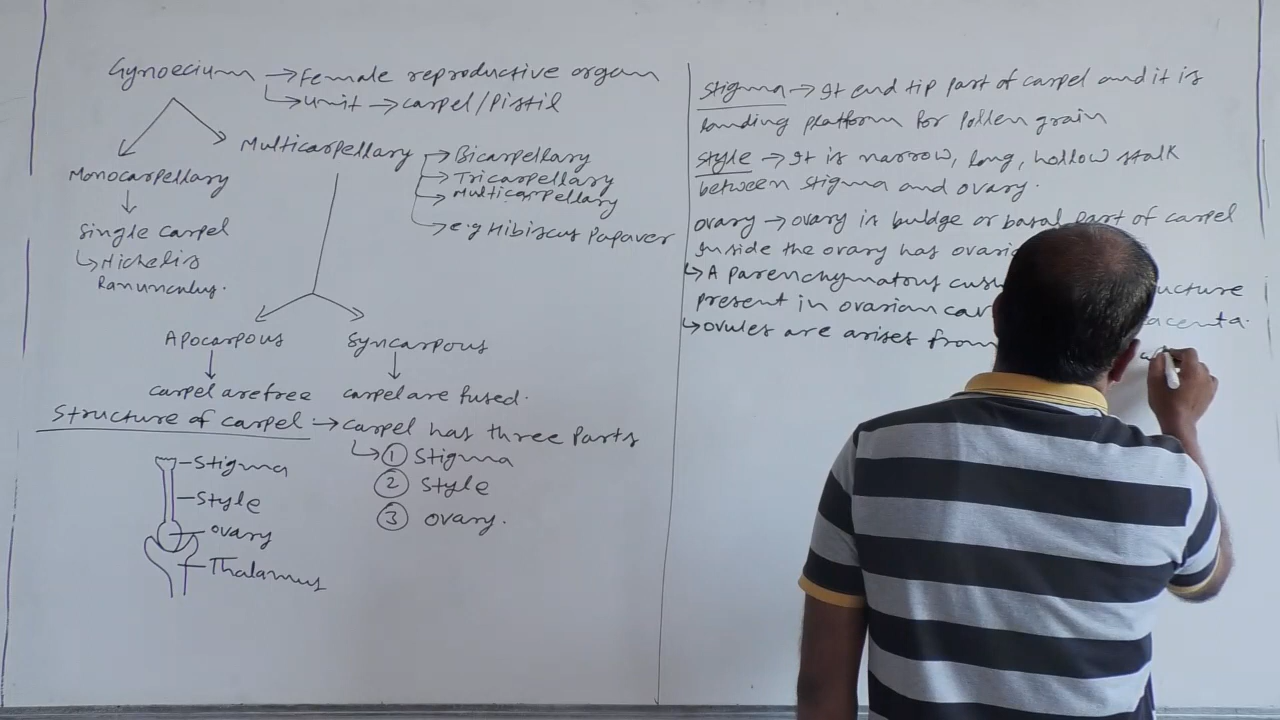 Gynoecium → Female reproductive organ
↳ unit → carpel/Pistil
Multicarpellary
Bicarpellary
Tricarpellary
Multicarpellary
e.g Hibiscus Papaver
Monocarpellary
Single carpel
↳ Michelis
Ranunculus.
Apocarpous
Syncarpous
carpel are free
carpel are fused.
Structure of carpel → carpel has three Parts
① Stigma
② Style
③ ovary.
Stigma
Style
ovary
Thalamus
Stigma → It end tip part of carpel and it is
landing platform for Pollen grain
Style → It is narrow, long, hollow stalk
between stigma and ovary.
ovary → ovary is buldge or basal part of carpel
Inside the ovary has
↳ A parenchymatous
present in ovarian
↳ ovules are arises from